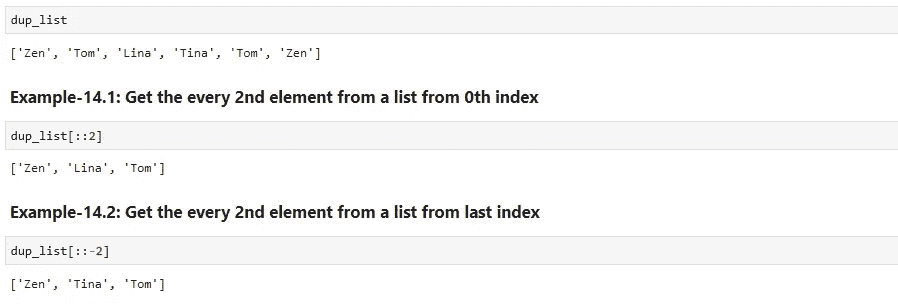 dup_list
['Zen', 'Tom', 'Lina', 'Tina', 'Tom', 'Zen']
Example-14.1: Get the every 2nd element from a list from 0th index
dup_list[::2]
['Zen', 'Lina', 'Tom']
Example-14.2: Get the every 2nd element from a list from last index
dup_list[::-2]
['Zen', 'Tina', 'Tom']